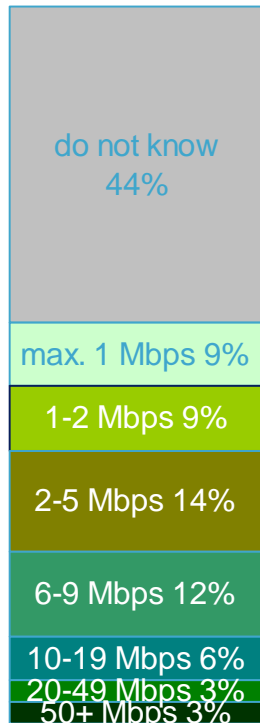 do not know
44%
max. 1 Mbps 9%
1-2 Mbps 9%
2-5 Mbps 14%
6-9 Mbps 12%
10-19 Mbps 6%
20-49 Mbps 3%
50+ Mbps 3%